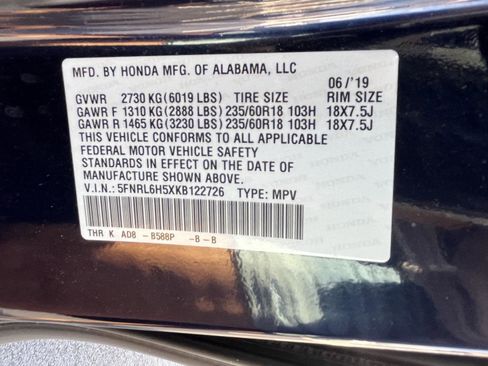 MFD. BY HONDA MFG. OF ALABAMA, LLC 06/'19
GVWR 2730 KG (6019 LBS) TIRE SIZE RIM SIZE
GAWR F 1310 KG (2888 LBS) 235/60R18 103H 18X7.5J
GAWR R 1465 KG (3230 LBS) 235/60R18 103H 18X7.5J
THIS VEHICLE CONFORMS TO ALL APPLICABLE
FEDERAL MOTOR VEHICLE SAFETY
STANDARDS IN EFFECT ON THE DATE OF
MANUFACTURE SHOWN ABOVE.
V.I.N.: 5FNRL6H5XKB122726 TYPE: MPV
THR K AD8 - B588P -B -B